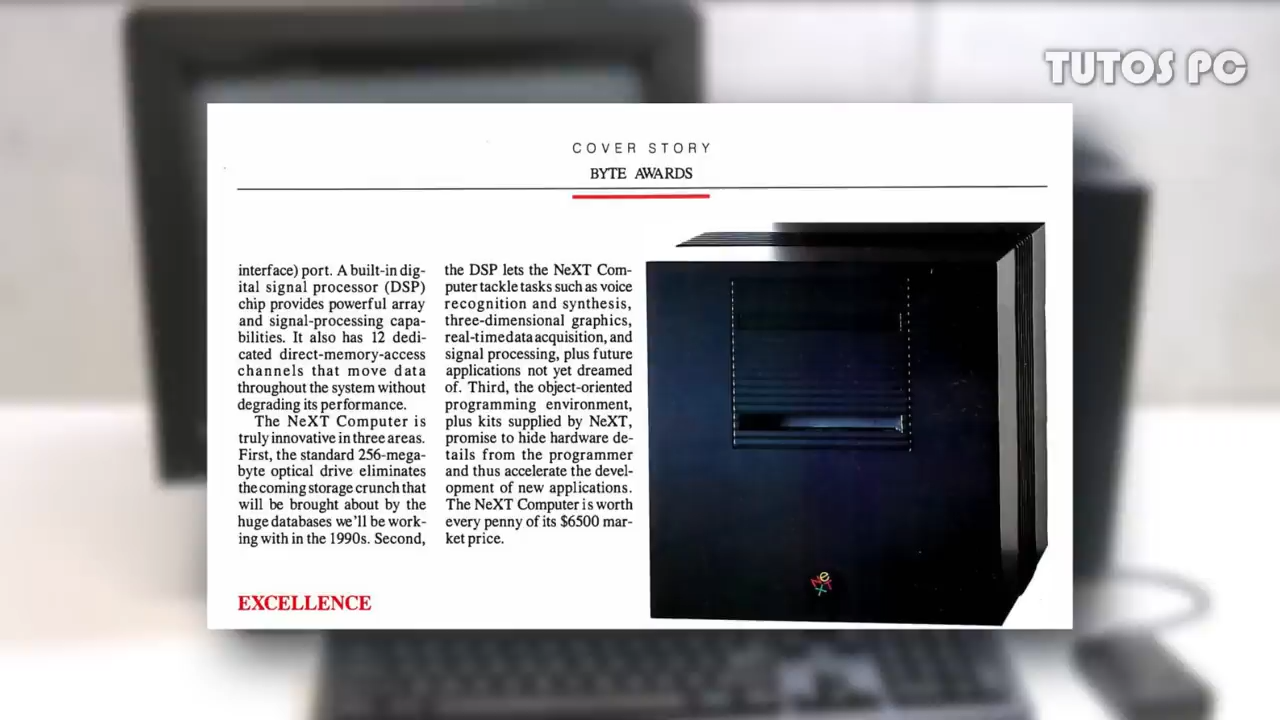 TUTOS PC
COVER STORY
BYTE AWARDS
interface) port. A built-in dig-
ital signal processor (DSP)
chip provides powerful array
and signal-processing capa-
bilities. It also has 12 dedi-
cated direct-memory-access
channels that move data
throughout the system without
degrading its performance.
The NeXT Computer is
truly innovative in three areas.
First, the standard 256-mega-
byte optical drive eliminates
the coming storage crunch that
will be brought about by the
huge databases we'll be work-
ing with in the 1990s. Second,
the DSP lets the NeXT Com-
puter tackle tasks such as voice
recognition and synthesis,
three-dimensional graphics,
real-time data acquisition, and
signal processing, plus future
applications not yet dreamed
of. Third, the object-oriented
programming environment,
plus kits supplied by NeXT,
promise to hide hardware de-
tails from the programmer
and thus accelerate the devel-
opment of new applications.
The NeXT Computer is worth
every penny of its $6500 mar-
ket price.
NeXT
EXCELLENCE